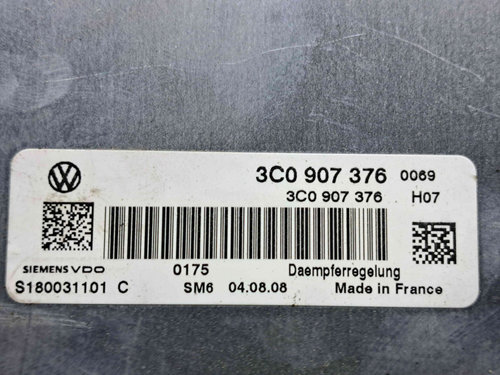 3C0 907 376 0069
3C0 907 376 H07
SIEMENS VDO 0175 Daempferregelung
S180031101 C SM6 04.08.08 Made in France